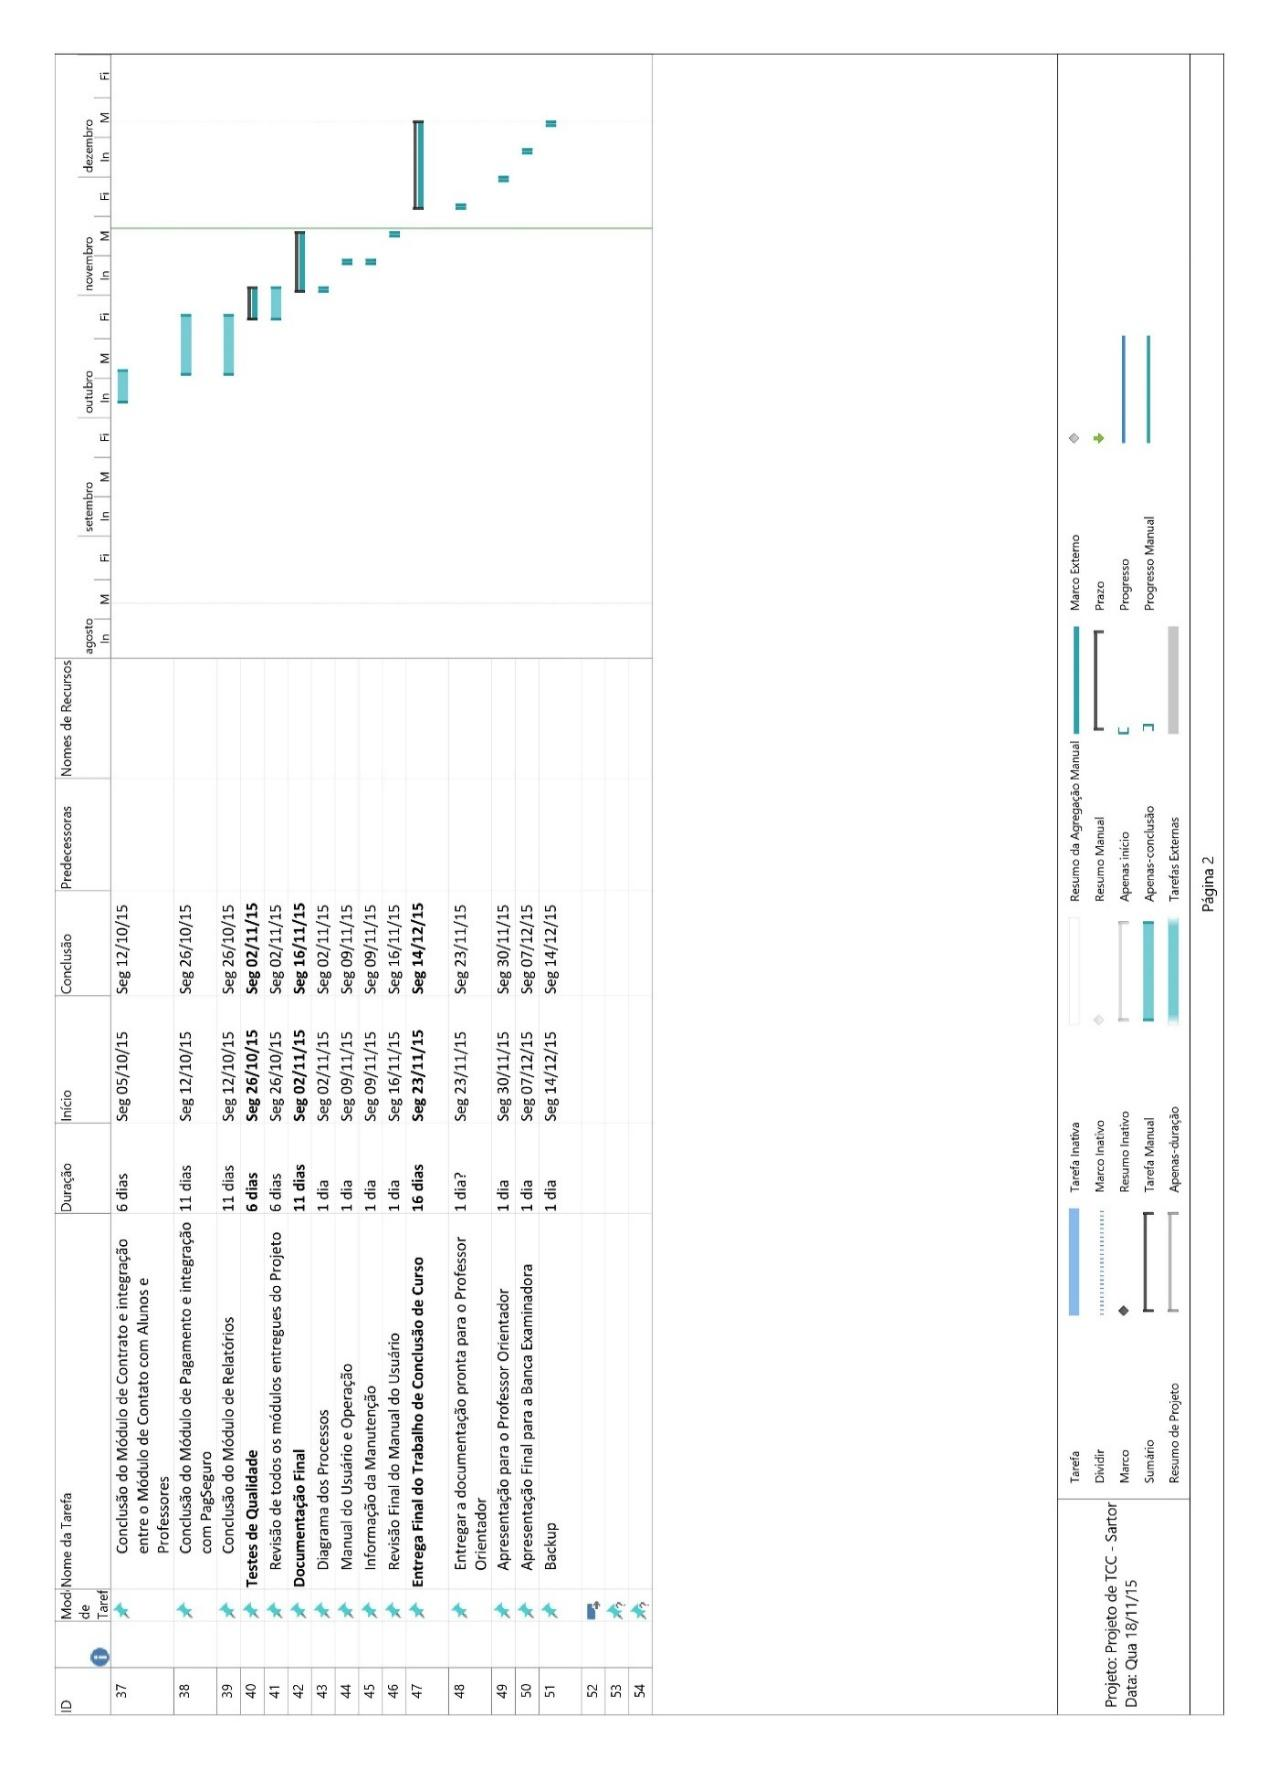 ID
Mod
de
Taref
Nome da Tarefa
Duração
Início
Conclusão
Predecessoras
Nomes de Recursos
agosto
setembro
outubro
novembro
dezembro
In M Fi In M Fi In M Fi In M Fi In M Fi
37 Conclusão do Módulo de Contrato e integração 6 dias Seg 05/10/15 Seg 12/10/15
entre o Módulo de Contato com Alunos e
Professores
38 Conclusão do Módulo de Pagamento e integração 11 dias Seg 12/10/15 Seg 26/10/15
com PagSeguro
39 Conclusão do Módulo de Relatórios 11 dias Seg 12/10/15 Seg 26/10/15
40 Testes de Qualidade 6 dias Seg 26/10/15 Seg 02/11/15
41 Revisão de todos os módulos entregues do Projeto 6 dias Seg 26/10/15 Seg 02/11/15
42 Documentação Final 11 dias Seg 02/11/15 Seg 16/11/15
43 Diagrama dos Processos 1 dia Seg 02/11/15 Seg 02/11/15
44 Manual do Usuário e Operação 1 dia Seg 09/11/15 Seg 09/11/15
45 Informação da Manutenção 1 dia Seg 09/11/15 Seg 09/11/15
46 Revisão Final do Manual do Usuário 1 dia Seg 16/11/15 Seg 16/11/15
47 Entrega Final do Trabalho de Conclusão de Curso 16 dias Seg 23/11/15 Seg 14/12/15
48 Entregar a documentação pronta para o Professor 1 dia? Seg 23/11/15 Seg 23/11/15
Orientador
49 Apresentação para o Professor Orientador 1 dia Seg 30/11/15 Seg 30/11/15
50 Apresentação Final para a Banca Examinadora 1 dia Seg 07/12/15 Seg 07/12/15
51 Backup 1 dia Seg 14/12/15 Seg 14/12/15
52
53
54
Projeto: Projeto de TCC - Sartor
Data: Qua 18/11/15
Tarefa
Dividir
Marco
Sumário
Resumo de Projeto
Tarefa Inativa
Marco Inativo
Resumo Inativo
Tarefa Manual
Apenas-duração
Resumo da Agregação Manual
Resumo Manual
Apenas início
Apenas-conclusão
Tarefas Externas
Marco Externo
Prazo
Progresso
Progresso Manual
Página 2